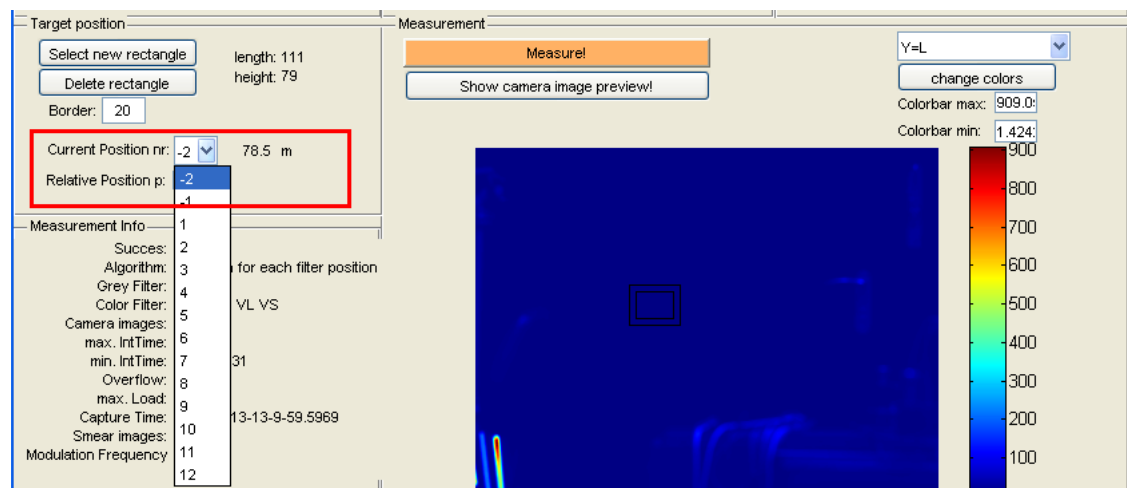 Target position
Select new rectangle
length: 111
Delete rectangle
height: 79
Border: 20
Current Position nr: -2 78.5 m
Relative Position p:
-2
-1
1
2
3
4
5
6
7
8
9
10
11
12
Measurement Info
Succes:
Algorithm: for each filter position
Grey Filter:
Color Filter: VL VS
Camera images:
max. IntTime:
min. IntTime: 31
Overflow:
max. Load:
Capture Time: 13-13-9-59.5969
Smear images:
Modulation Frequency
Measurement
Measure!
Show camera image preview!
Y=L
change colors
Colorbar max: 909.0
Colorbar min: 1.424
900
800
700
600
500
400
300
200
100